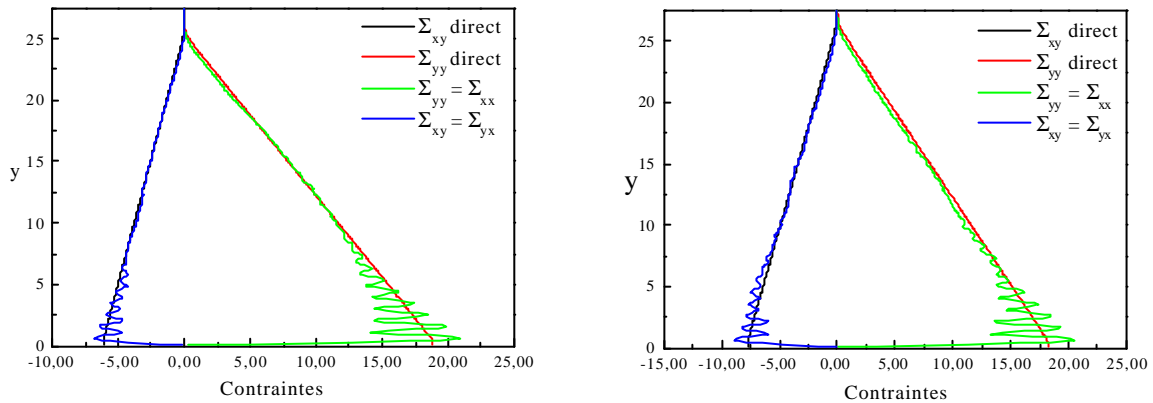 Σxy direct
Σyy direct
Σyy = Σxx
Σxy = Σyx
25
20
15
10
5
0
y
-10,00 -5,00 0,00 5,00 10,00 15,00 20,00 25,00
Contraintes
Σxy direct
Σyy direct
Σyy = Σxx
Σxy = Σyx
25
20
15
10
5
0
y
-15,00 -10,00 -5,00 0,00 5,00 10,00 15,00 20,00 25,00
Contraintes